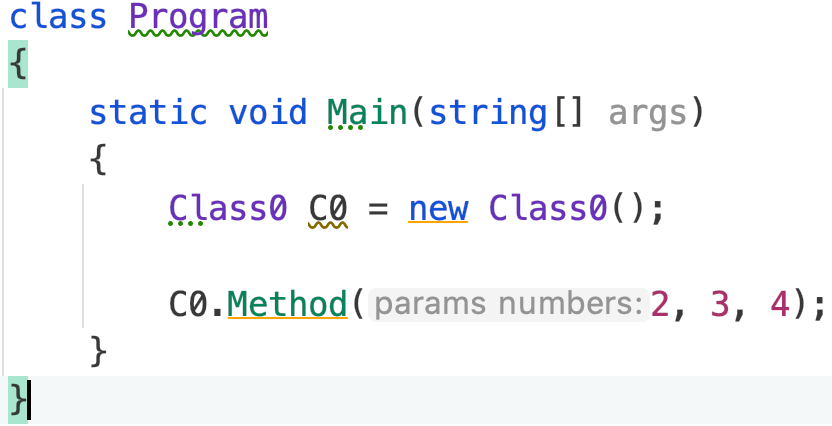 class Program
{
static void Main(string[] args)
{
Class0 C0 = new Class0();
C0.Method(params numbers:2, 3, 4);
}
}